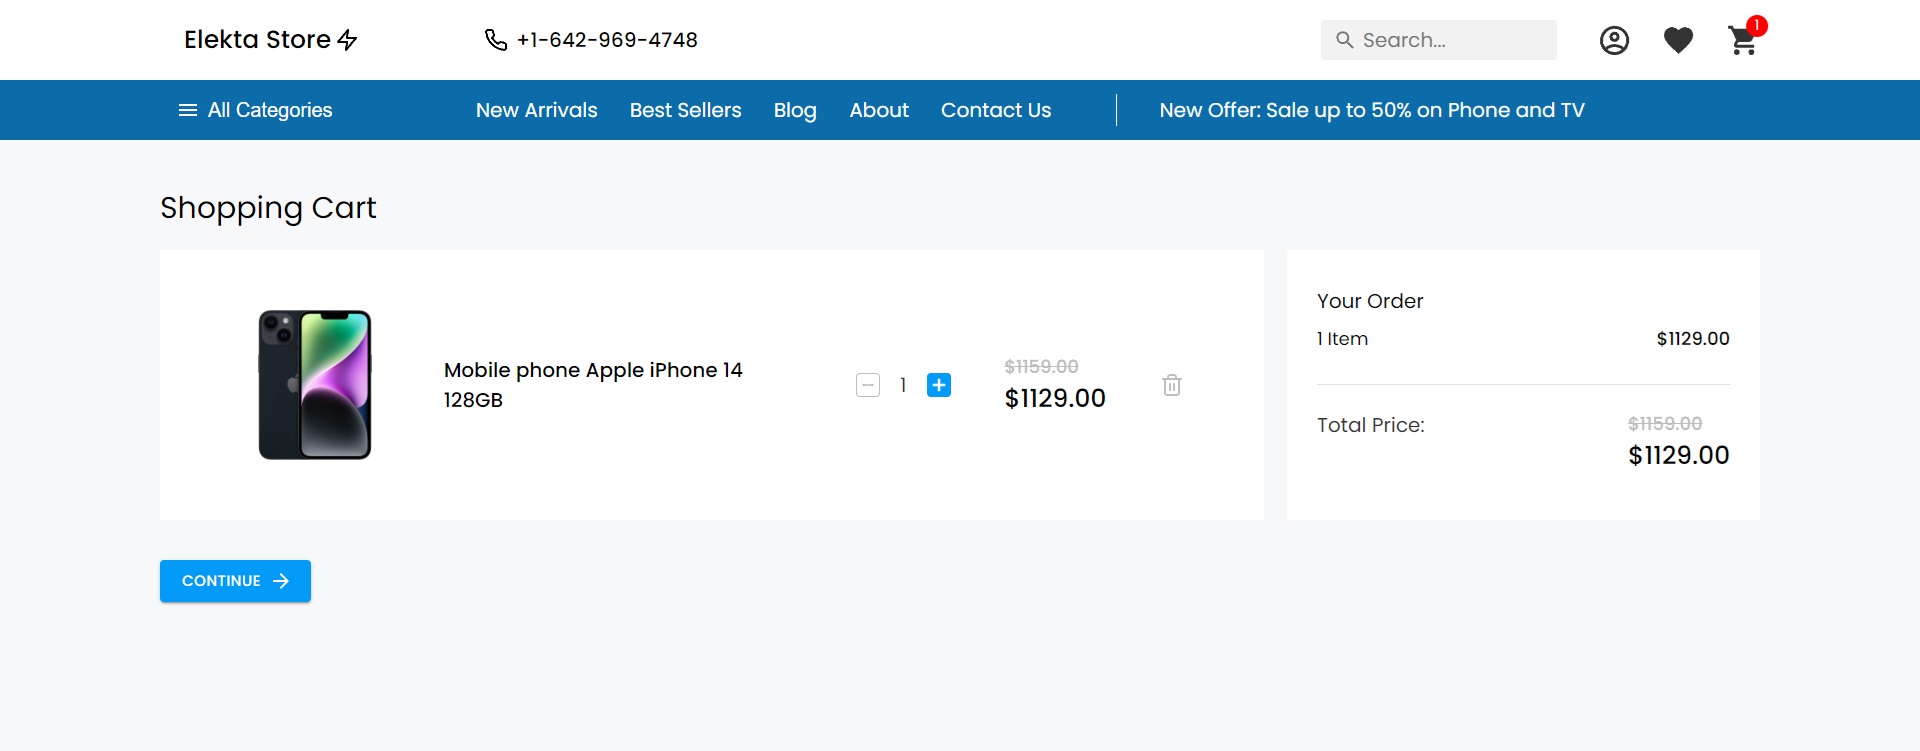 Elekta Store
+1-642-969-4748
Search...
1
All Categories
New Arrivals
Best Sellers
Blog
About
Contact Us
New Offer: Sale up to 50% on Phone and TV
Shopping Cart
Mobile phone Apple iPhone 14
128GB
1
$1159.00
$1129.00
Your Order
1 Item
$1129.00
Total Price:
$1159.00
$1129.00
CONTINUE